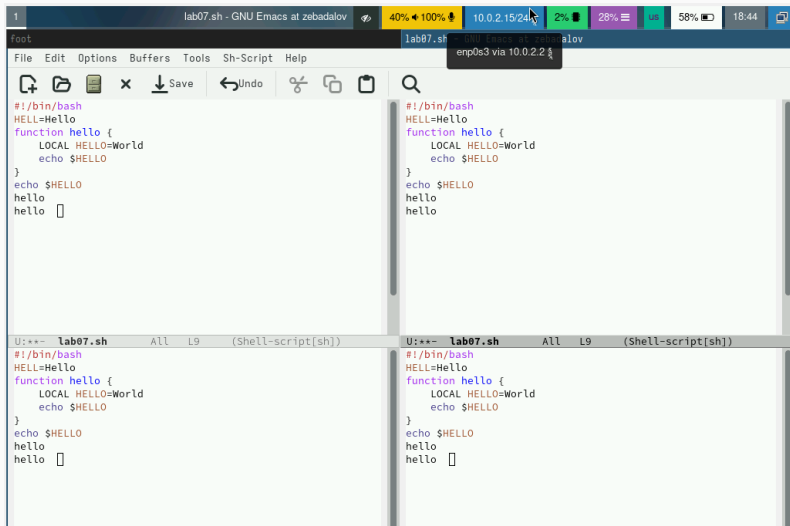 1 lab07.sh - GNU Emacs at zebadalov 40% 100% 10.0.2.15/24 2% 28% us 58% 18:44
foot lab07.sh - GNU Emacs at zebadalov
enp0s3 via 10.0.2.2
File Edit Options Buffers Tools Sh-Script Help
Save Undo
#!/bin/bash
HELL=Hello
function hello {
    LOCAL HELLO=World
    echo $HELLO
}
echo $HELLO
hello
hello
#!/bin/bash
HELL=Hello
function hello {
    LOCAL HELLO=World
    echo $HELLO
}
echo $HELLO
hello
hello
U:**- lab07.sh All L9 (Shell-script[sh])
U:**- lab07.sh All L9 (Shell-script[sh])
#!/bin/bash
HELL=Hello
function hello {
    LOCAL HELLO=World
    echo $HELLO
}
echo $HELLO
hello
hello
#!/bin/bash
HELL=Hello
function hello {
    LOCAL HELLO=World
    echo $HELLO
}
echo $HELLO
hello
hello